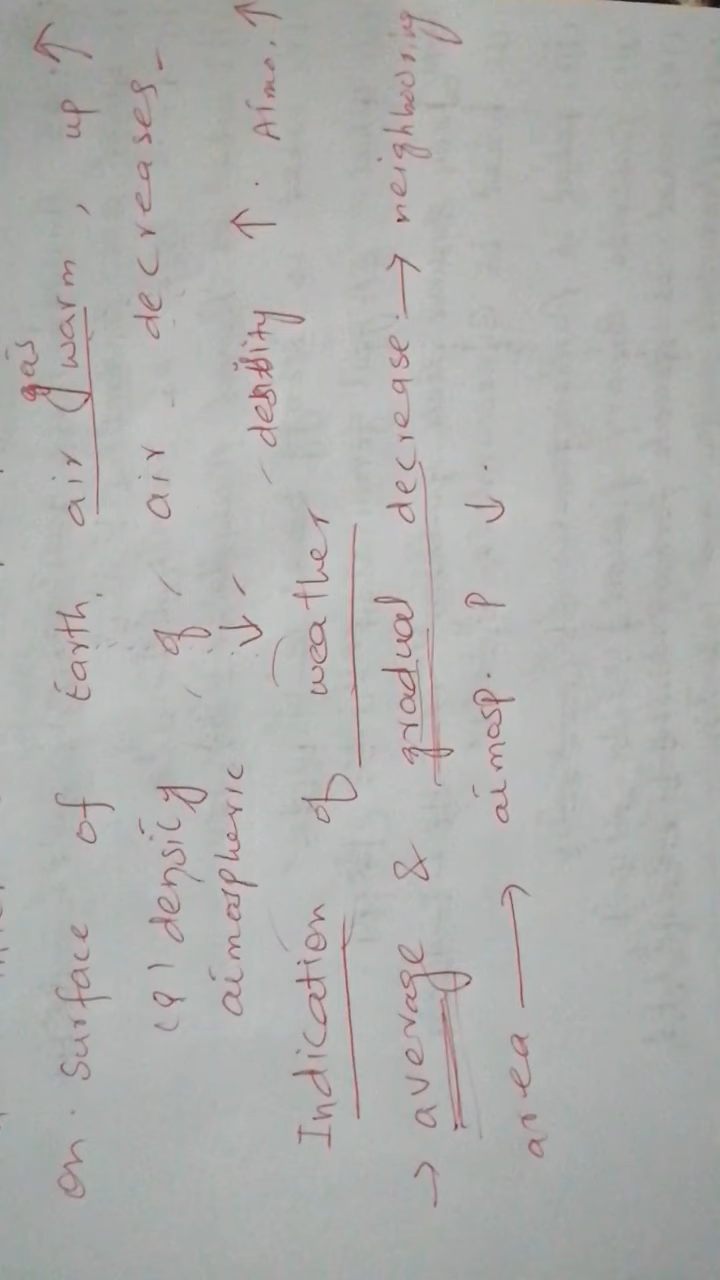 on. surface of Earth, air (gas warm, up ↑
(ρ) density, of, air decreases -
atmospheric ↓ - density ↑. Atmo. ↑
Indication of weather
→ average & gradual decrease → neighbouring
area → atmosp. P ↓.